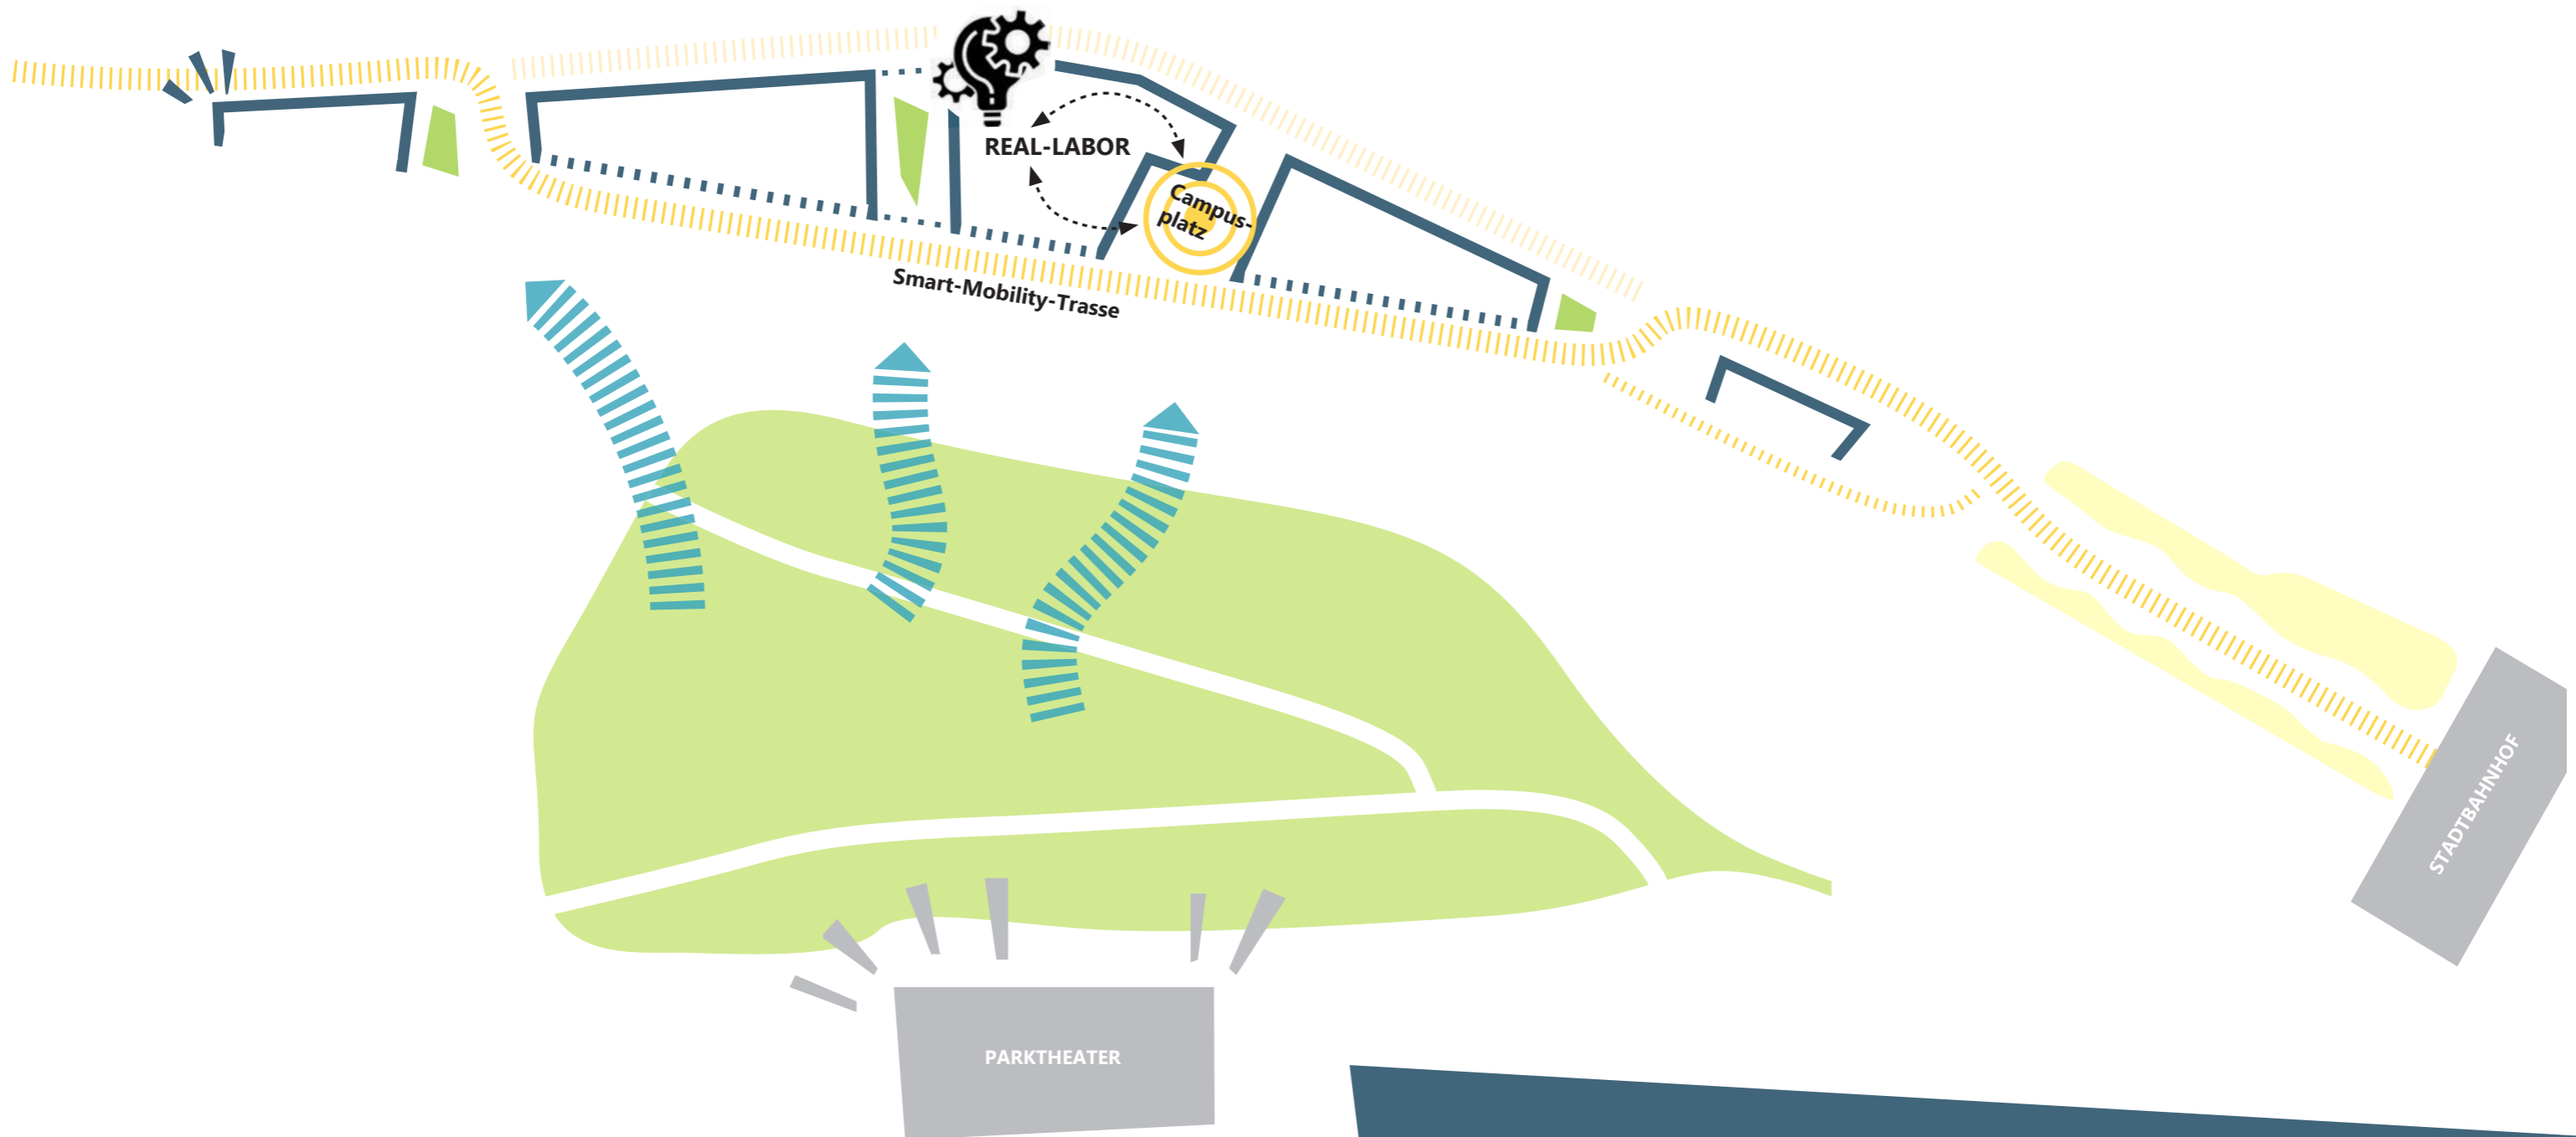 REAL-LABOR
Campus-
platz
Smart-Mobility-Trasse
STADTBAHNHOF
PARKTHEATER